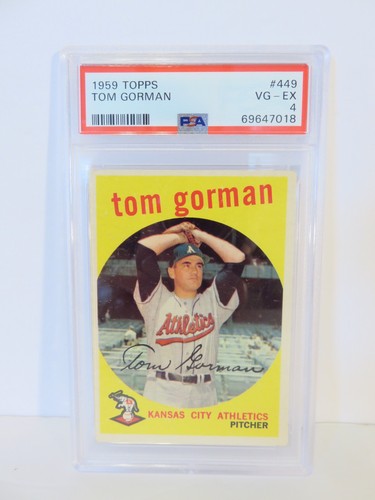 1959 TOPPS #449
TOM GORMAN VG-EX
4
PSA 69647018
tom gorman
Athletics
Tom Gorman
KANSAS CITY ATHLETICS
PITCHER